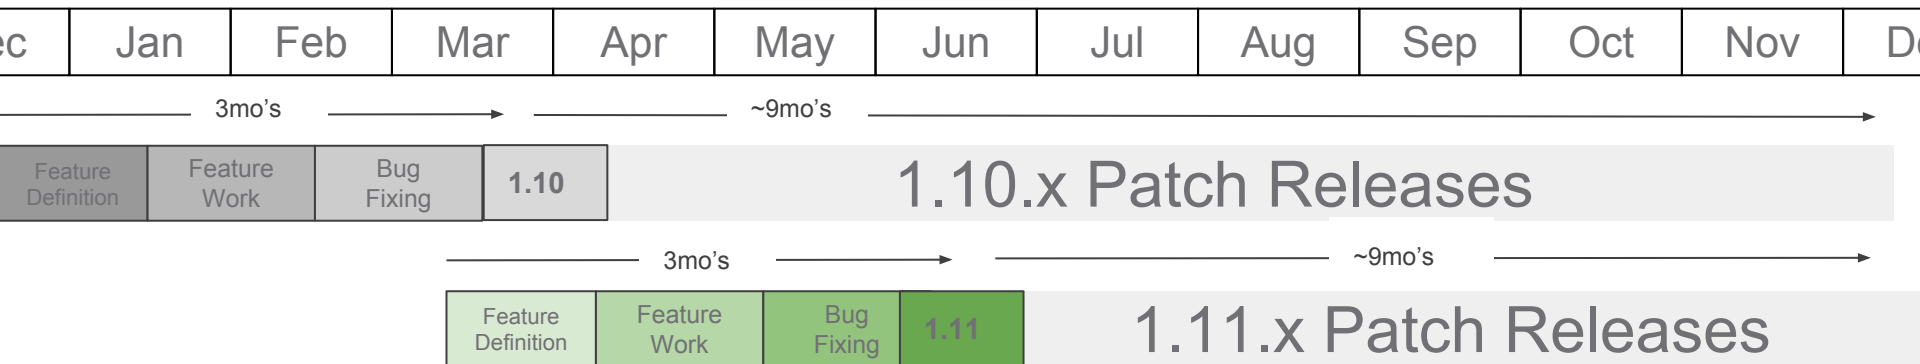 ec Jan Feb Mar Apr May Jun Jul Aug Sep Oct Nov De
3mo's ~9mo's
Feature Definition Feature Work Bug Fixing 1.10 1.10.x Patch Releases
3mo's ~9mo's
Feature Definition Feature Work Bug Fixing 1.11 1.11.x Patch Releases